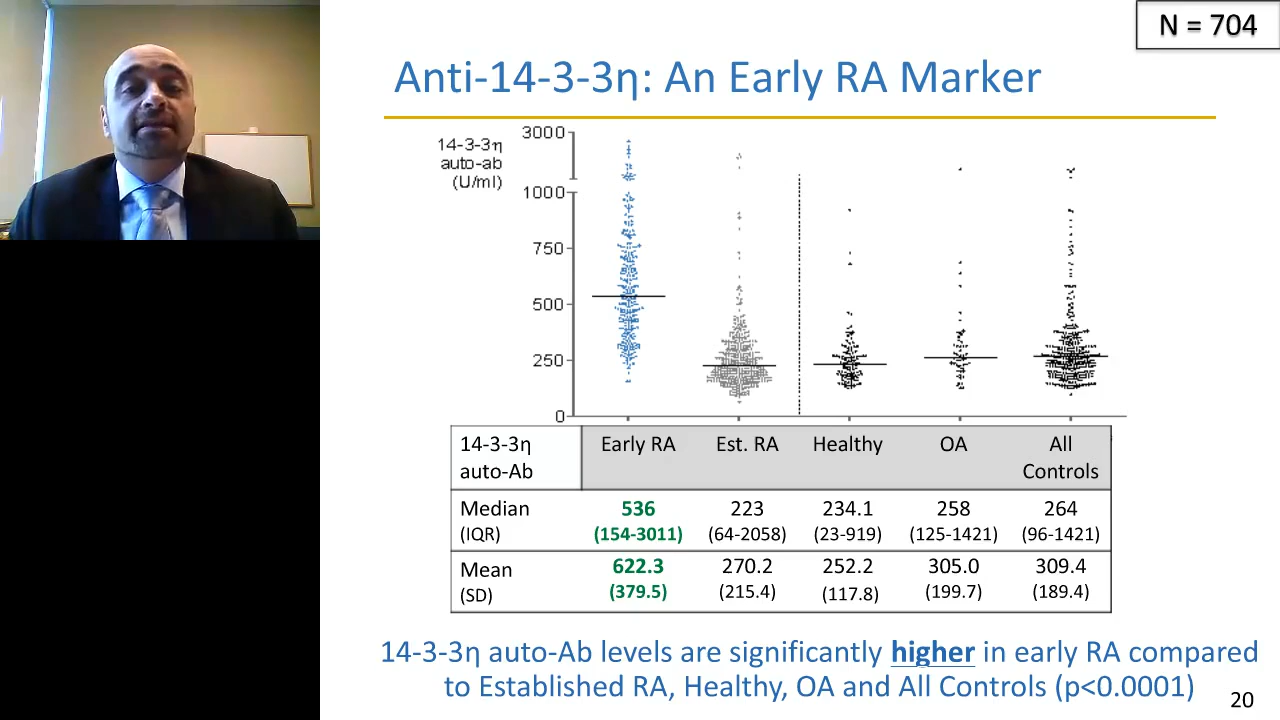 N = 704
Anti-14-3-3η: An Early RA Marker
14-3-3η
auto-ab
(U/ml)
3000
1000
750
500
250
0
14-3-3η
auto-Ab
Early RA
Est. RA
Healthy
OA
All
Controls
Median
(IQR)
536
(154-3011)
223
(64-2058)
234.1
(23-919)
258
(125-1421)
264
(96-1421)
Mean
(SD)
622.3
(379.5)
270.2
(215.4)
252.2
(117.8)
305.0
(199.7)
309.4
(189.4)
14-3-3η auto-Ab levels are significantly higher in early RA compared
to Established RA, Healthy, OA and All Controls (p<0.0001)
20